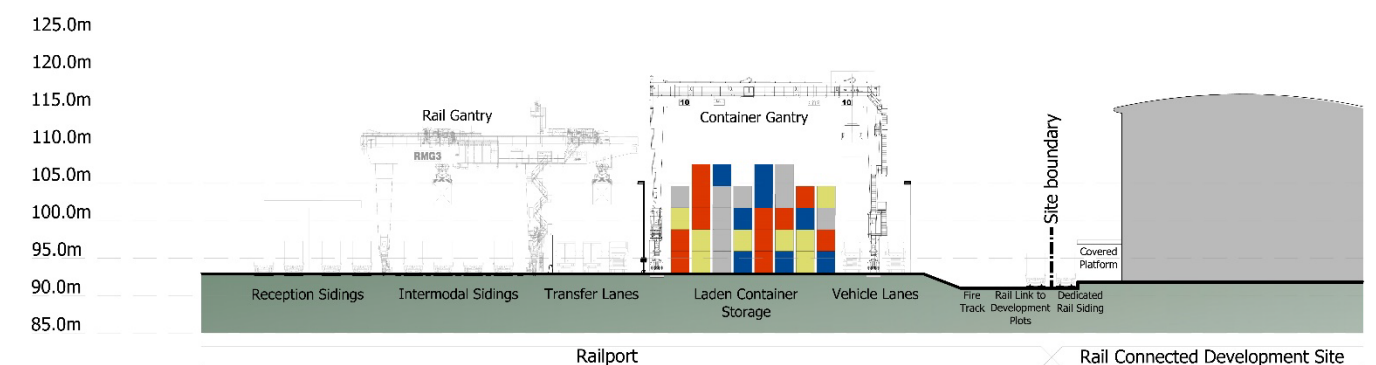 125.0m
120.0m
115.0m
110.0m
105.0m
100.0m
95.0m
90.0m
85.0m
Rail Gantry
RMG3
10
10
Container Gantry
Site boundary
Covered
Platform
Reception Sidings
Intermodal Sidings
Transfer Lanes
Laden Container
Storage
Vehicle Lanes
Fire
Track
Rail Link to
Development
Plots
Dedicated
Rail Siding
Railport
Rail Connected Development Site